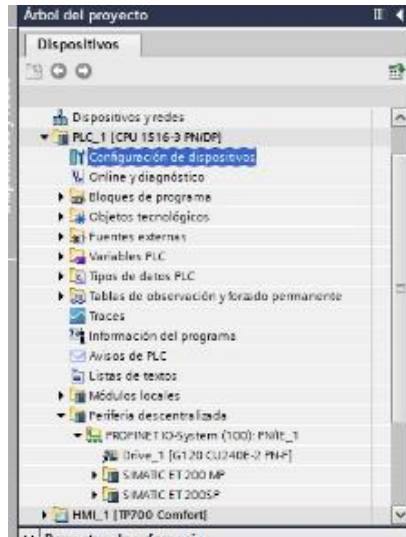 Árbol del proyecto
Dispositivos
Dispositivos y redes
PLC_1 [CPU 1516-3 PN/DP]
Configuración de dispositivos
Online y diagnóstico
Bloques de programa
Objetos tecnológicos
Fuentes externas
Variables PLC
Tipos de datos PLC
Tablas de observación y forzado permanente
Traces
Información del programa
Avisos de PLC
Listas de textos
Módulos locales
Periferia descentralizada
PROFINET IO-System (100): PN/IE_1
Drive_1 [G120 CU240E-2 PN-F]
SIMATIC ET 200 MP
SIMATIC ET 200SP
HMI_1 [TP700 Comfort]